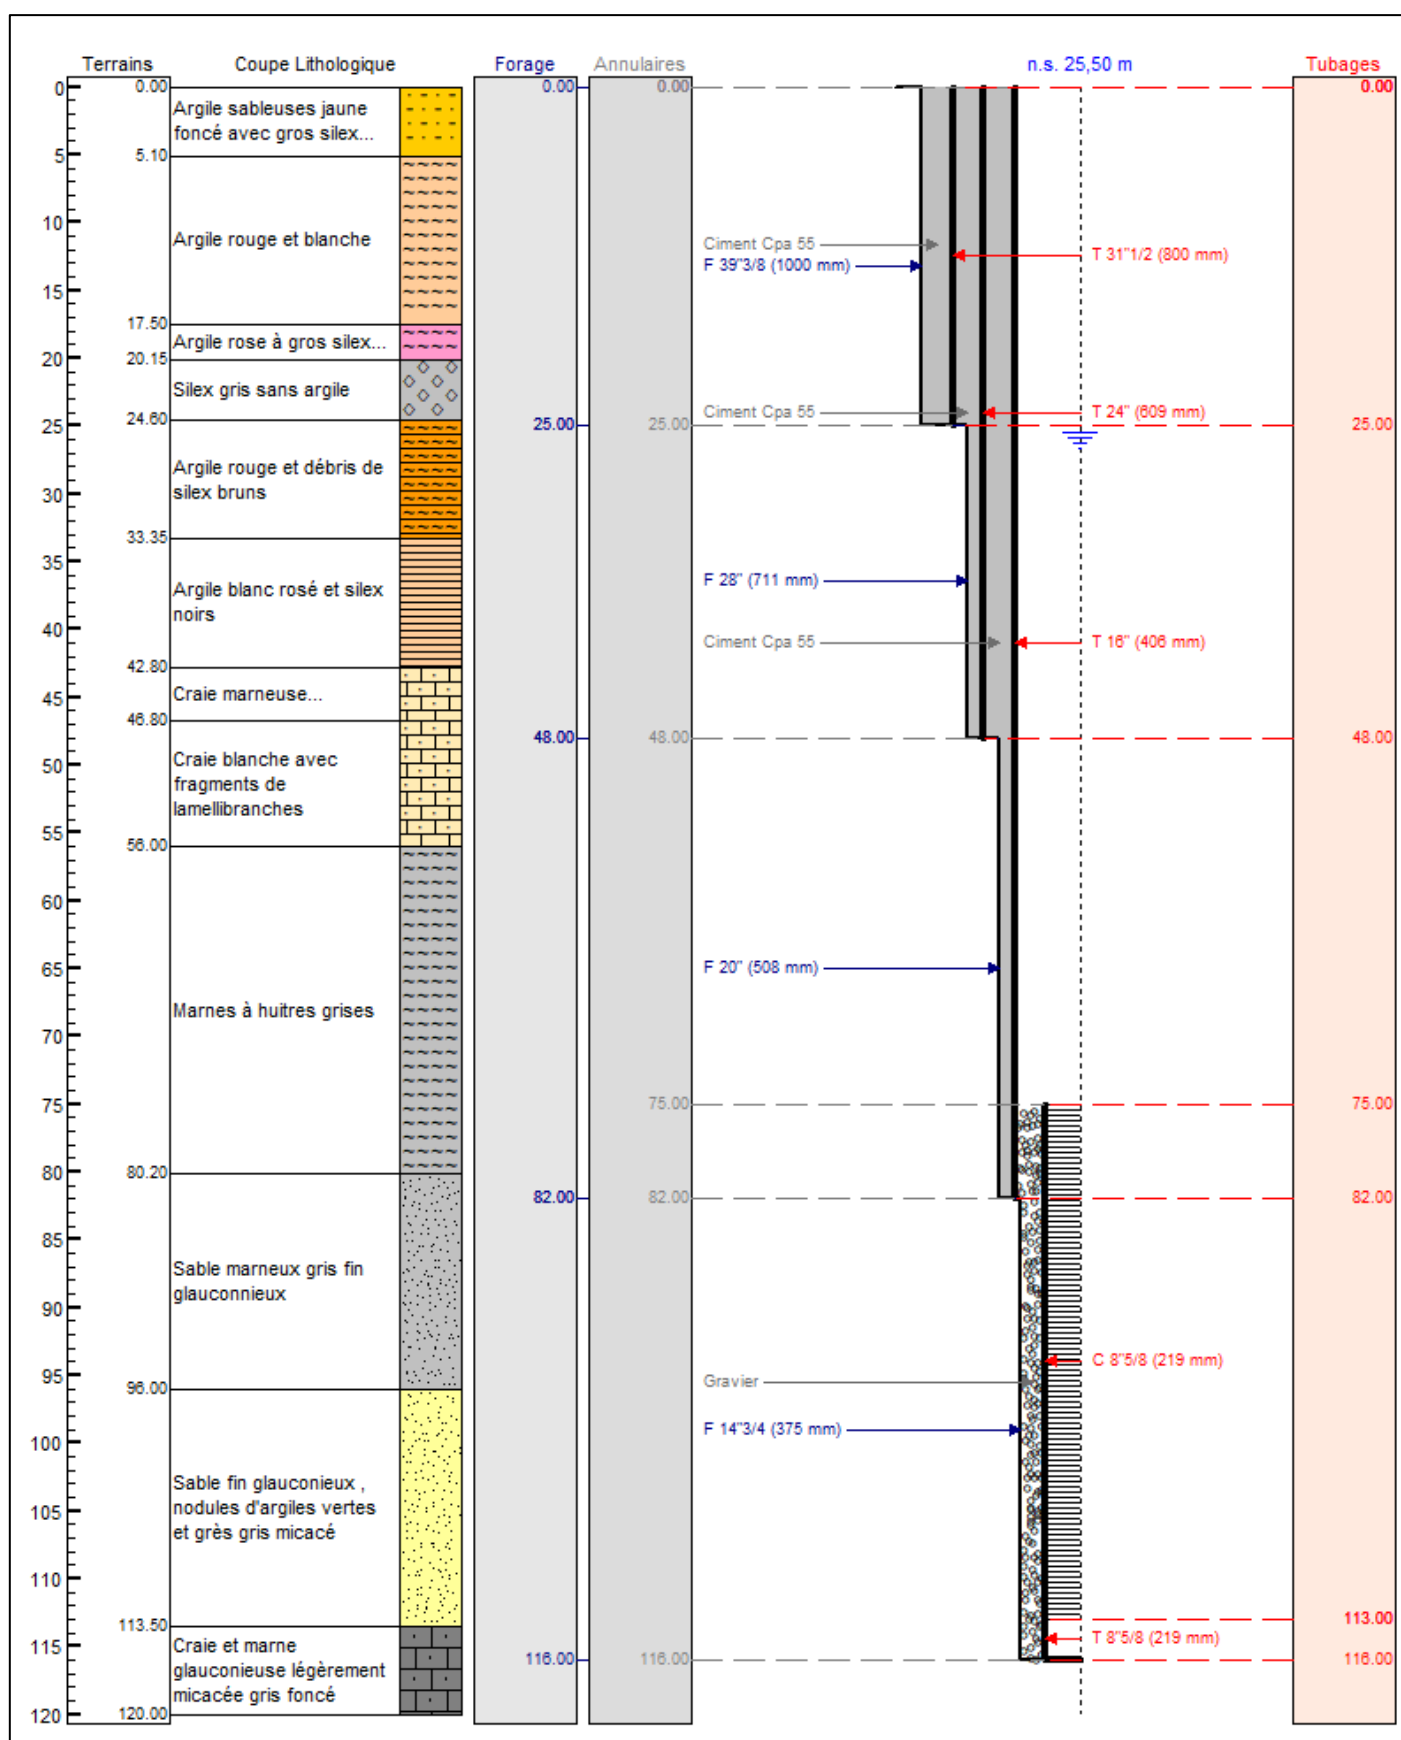 Terrains Coupe Lithologique Forage Annulaires n.s. 25,50 m Tubages
0 0.00 0.00 0.00 0.00
Argile sableuses jaune
foncé avec gros silex...
5 5.10
10
Argile rouge et blanche
Ciment Cpa 55
T 31"1/2 (800 mm)
F 39"3/8 (1000 mm)
15
17.50
Argile rose à gros silex...
20 20.15
Silex gris sans argile
Ciment Cpa 55 T 24" (609 mm)
24.60
25 25.00 25.00 25.00
Argile rouge et débris de
silex bruns
30
33.35
35
F 28" (711 mm)
Argile blanc rosé et silex
noirs
40
Ciment Cpa 55 T 16" (406 mm)
42.80
Craie marneuse...
45
46.80
48.00 48.00 48.00
50
Craie blanche avec
fragments de
lamellibranches
55
56.00
60
65
F 20" (508 mm)
Marnes à huitres grises
70
75 75.00 75.00
80 80.20
82.00 82.00 82.00
85
Sable marneux gris fin
glauconnieux
90
C 8"5/8 (219 mm)
95
Gravier
96.00
F 14"3/4 (375 mm)
100
Sable fin glauconieux ,
nodules d'argiles vertes
et grès gris micacé
105
110
113.50 113.00
115
T 8"5/8 (219 mm)
Craie et marne
glauconieuse légèrement
micacée gris foncé
116.00 116.00 116.00
120 120.00